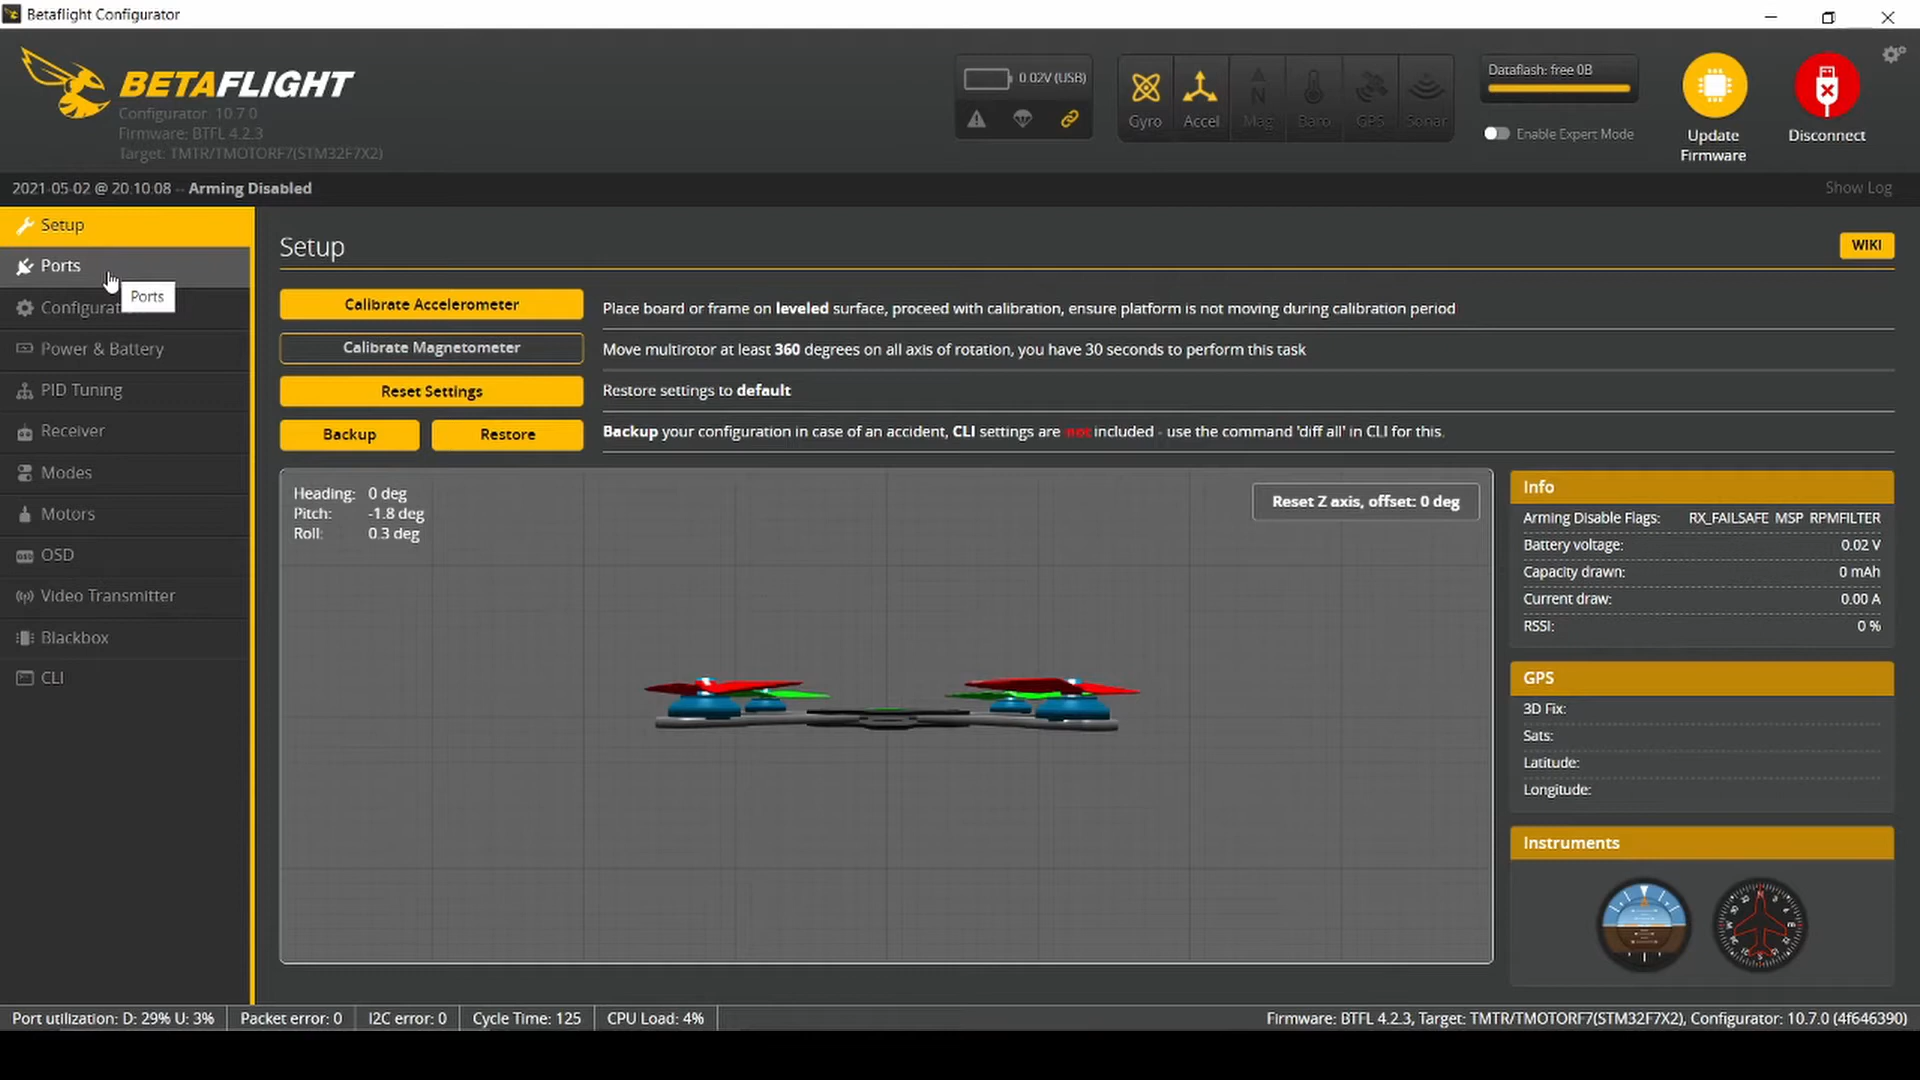 Betaflight Configurator
BETAFLIGHT
Configurator: 10.7.0
Firmware: BTFL 4.2.3
Target: TMTR/TMOTORF7(STM32F7X2)
0.02V (USB)
Gyro
Accel
Mag
Baro
GPS
Sonar
Dataflash: free 0B
Enable Expert Mode
Update
Firmware
Disconnect
2021-05-02 @ 20:10:08 -- Arming Disabled
Show Log
Setup
Ports
Ports
Configurat
Power & Battery
PID Tuning
Receiver
Modes
Motors
OSD
Video Transmitter
Blackbox
CLI
Setup
WIKI
Calibrate Accelerometer
Place board or frame on leveled surface, proceed with calibration, ensure platform is not moving during calibration period
Calibrate Magnetometer
Move multirotor at least 360 degrees on all axis of rotation, you have 30 seconds to perform this task
Reset Settings
Restore settings to default
Backup
Restore
Backup your configuration in case of an accident, CLI settings are not included - use the command 'diff all' in CLI for this.
Heading: 0 deg
Pitch: -1.8 deg
Roll: 0.3 deg
Reset Z axis, offset: 0 deg
Info
Arming Disable Flags: RX_FAILSAFE MSP RPMFILTER
Battery voltage: 0.02 V
Capacity drawn: 0 mAh
Current draw: 0.00 A
RSSI: 0 %
GPS
3D Fix:
Sats:
Latitude:
Longitude:
Instruments
Port utilization: D: 29% U: 3%
Packet error: 0
I2C error: 0
Cycle Time: 125
CPU Load: 4%
Firmware: BTFL 4.2.3, Target: TMTR/TMOTORF7(STM32F7X2), Configurator: 10.7.0 (4f646390)